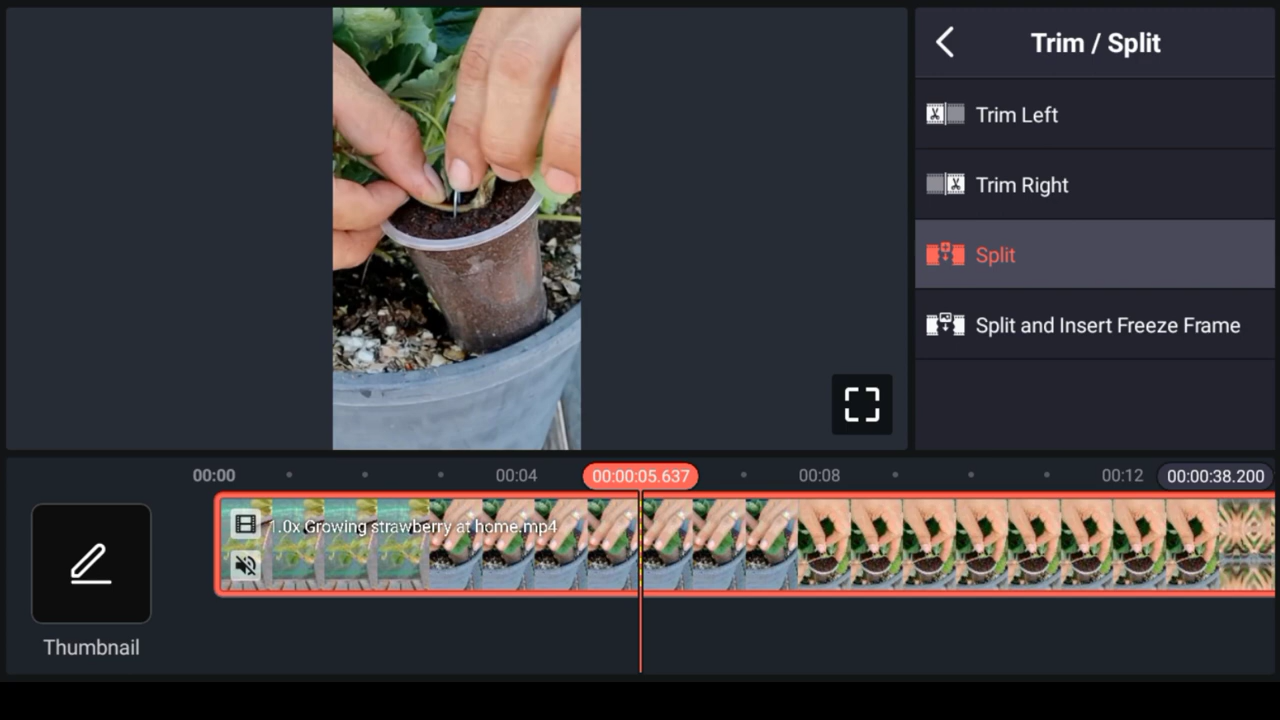 Trim / Split
Trim Left
Trim Right
Split
Split and Insert Freeze Frame
00:00
00:04
00:00:05.637
00:08
00:12
00:00:38.200
1.0x Growing strawberry at home.mp4
Thumbnail